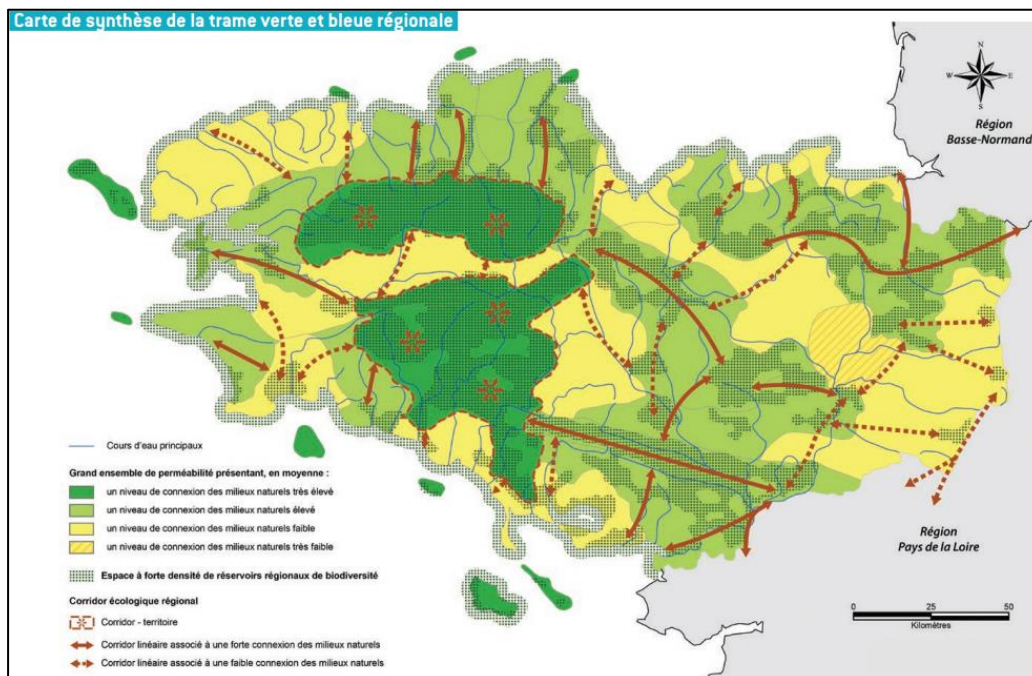 Carte de synthèse de la trame verte et bleue régionale
N
W
E
S
Région
Basse-Normand
Cours d'eau principaux
Grand ensemble de perméabilité présentant, en moyenne :
un niveau de connexion des milieux naturels très élevé
un niveau de connexion des milieux naturels élevé
un niveau de connexion des milieux naturels faible
un niveau de connexion des milieux naturels très faible
Espace à forte densité de réservoirs régionaux de biodiversité
Corridor écologique régional
Corridor - territoire
Corridor linéaire associé à une forte connexion des milieux naturels
Corridor linéaire associé à une faible connexion des milieux naturels
Région
Pays de la Loire
0 25 50
Kilomètres